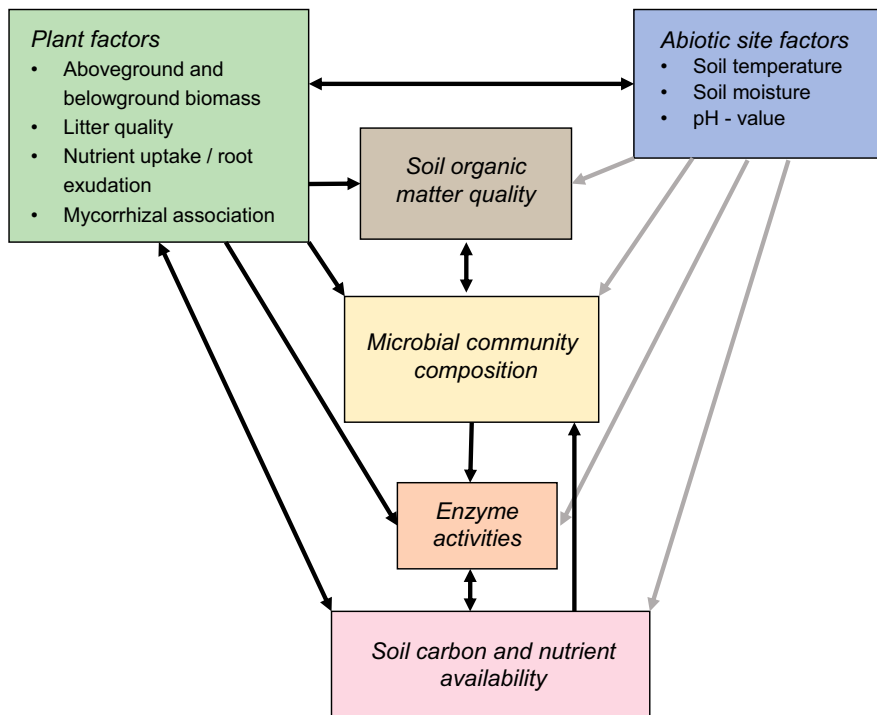 Plant factors
• Aboveground and
belowground biomass
• Litter quality
• Nutrient uptake / root
exudation
• Mycorrhizal association
Abiotic site factors
• Soil temperature
• Soil moisture
• pH - value
Soil organic
matter quality
Microbial community
composition
Enzyme
activities
Soil carbon and nutrient
availability